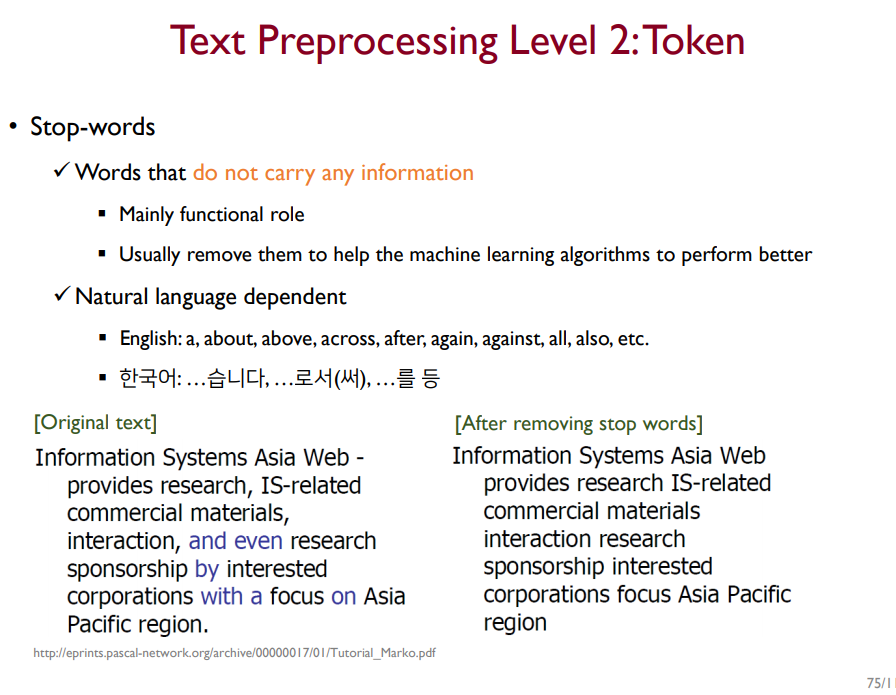 Text Preprocessing Level 2: Token
• Stop-words
✓ Words that do not carry any information
▪ Mainly functional role
▪ Usually remove them to help the machine learning algorithms to perform better
✓ Natural language dependent
▪ English: a, about, above, across, after, again, against, all, also, etc.
▪ 한국어: …습니다, …로서(써), …를 등
[Original text]
Information Systems Asia Web -
provides research, IS-related
commercial materials,
interaction, and even research
sponsorship by interested
corporations with a focus on Asia
Pacific region.
[After removing stop words]
Information Systems Asia Web
provides research IS-related
commercial materials
interaction research
sponsorship interested
corporations focus Asia Pacific
region
http://eprints.pascal-network.org/archive/00000017/01/Tutorial_Marko.pdf